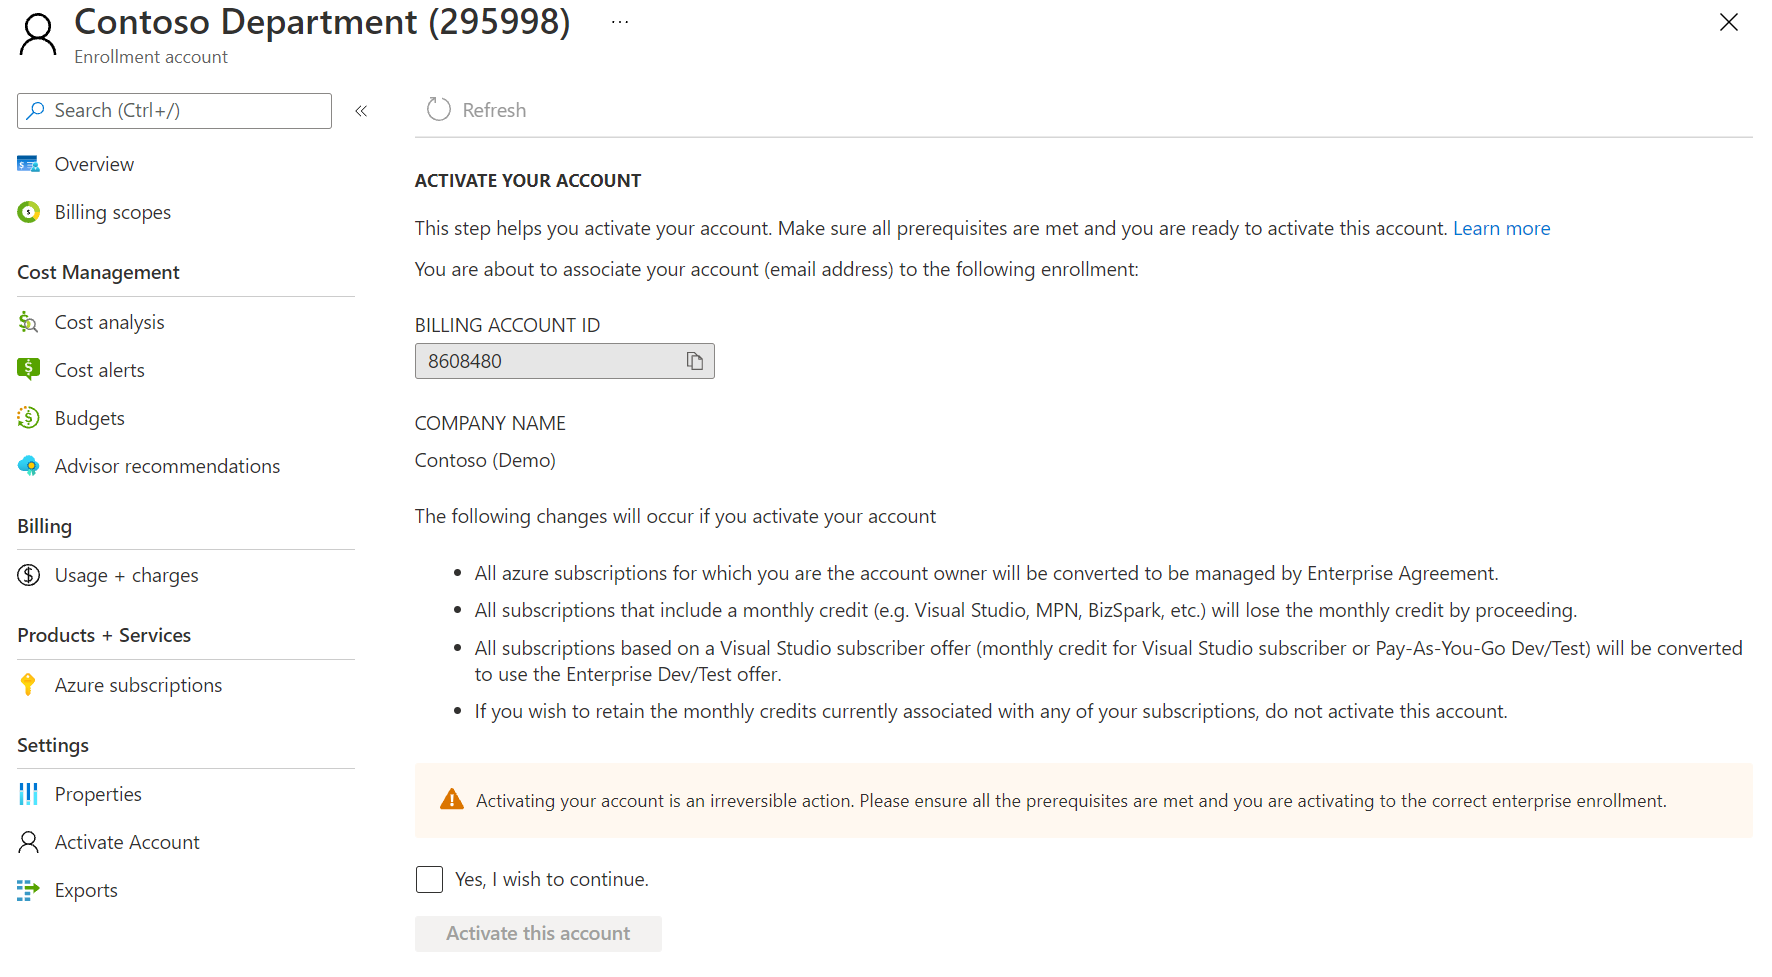 Contoso Department (295998)
...
Enrollment account
Search (Ctrl+/)
«
Overview
Billing scopes
Cost Management
Cost analysis
Cost alerts
Budgets
Advisor recommendations
Billing
Usage + charges
Products + Services
Azure subscriptions
Settings
Properties
Activate Account
Exports
Refresh
ACTIVATE YOUR ACCOUNT
This step helps you activate your account. Make sure all prerequisites are met and you are ready to activate this account. Learn more
You are about to associate your account (email address) to the following enrollment:
BILLING ACCOUNT ID
8608480
COMPANY NAME
Contoso (Demo)
The following changes will occur if you activate your account
• All azure subscriptions for which you are the account owner will be converted to be managed by Enterprise Agreement.
• All subscriptions that include a monthly credit (e.g. Visual Studio, MPN, BizSpark, etc.) will lose the monthly credit by proceeding.
• All subscriptions based on a Visual Studio subscriber offer (monthly credit for Visual Studio subscriber or Pay-As-You-Go Dev/Test) will be converted
to use the Enterprise Dev/Test offer.
• If you wish to retain the monthly credits currently associated with any of your subscriptions, do not activate this account.
Activating your account is an irreversible action. Please ensure all the prerequisites are met and you are activating to the correct enterprise enrollment.
Yes, I wish to continue.
Activate this account